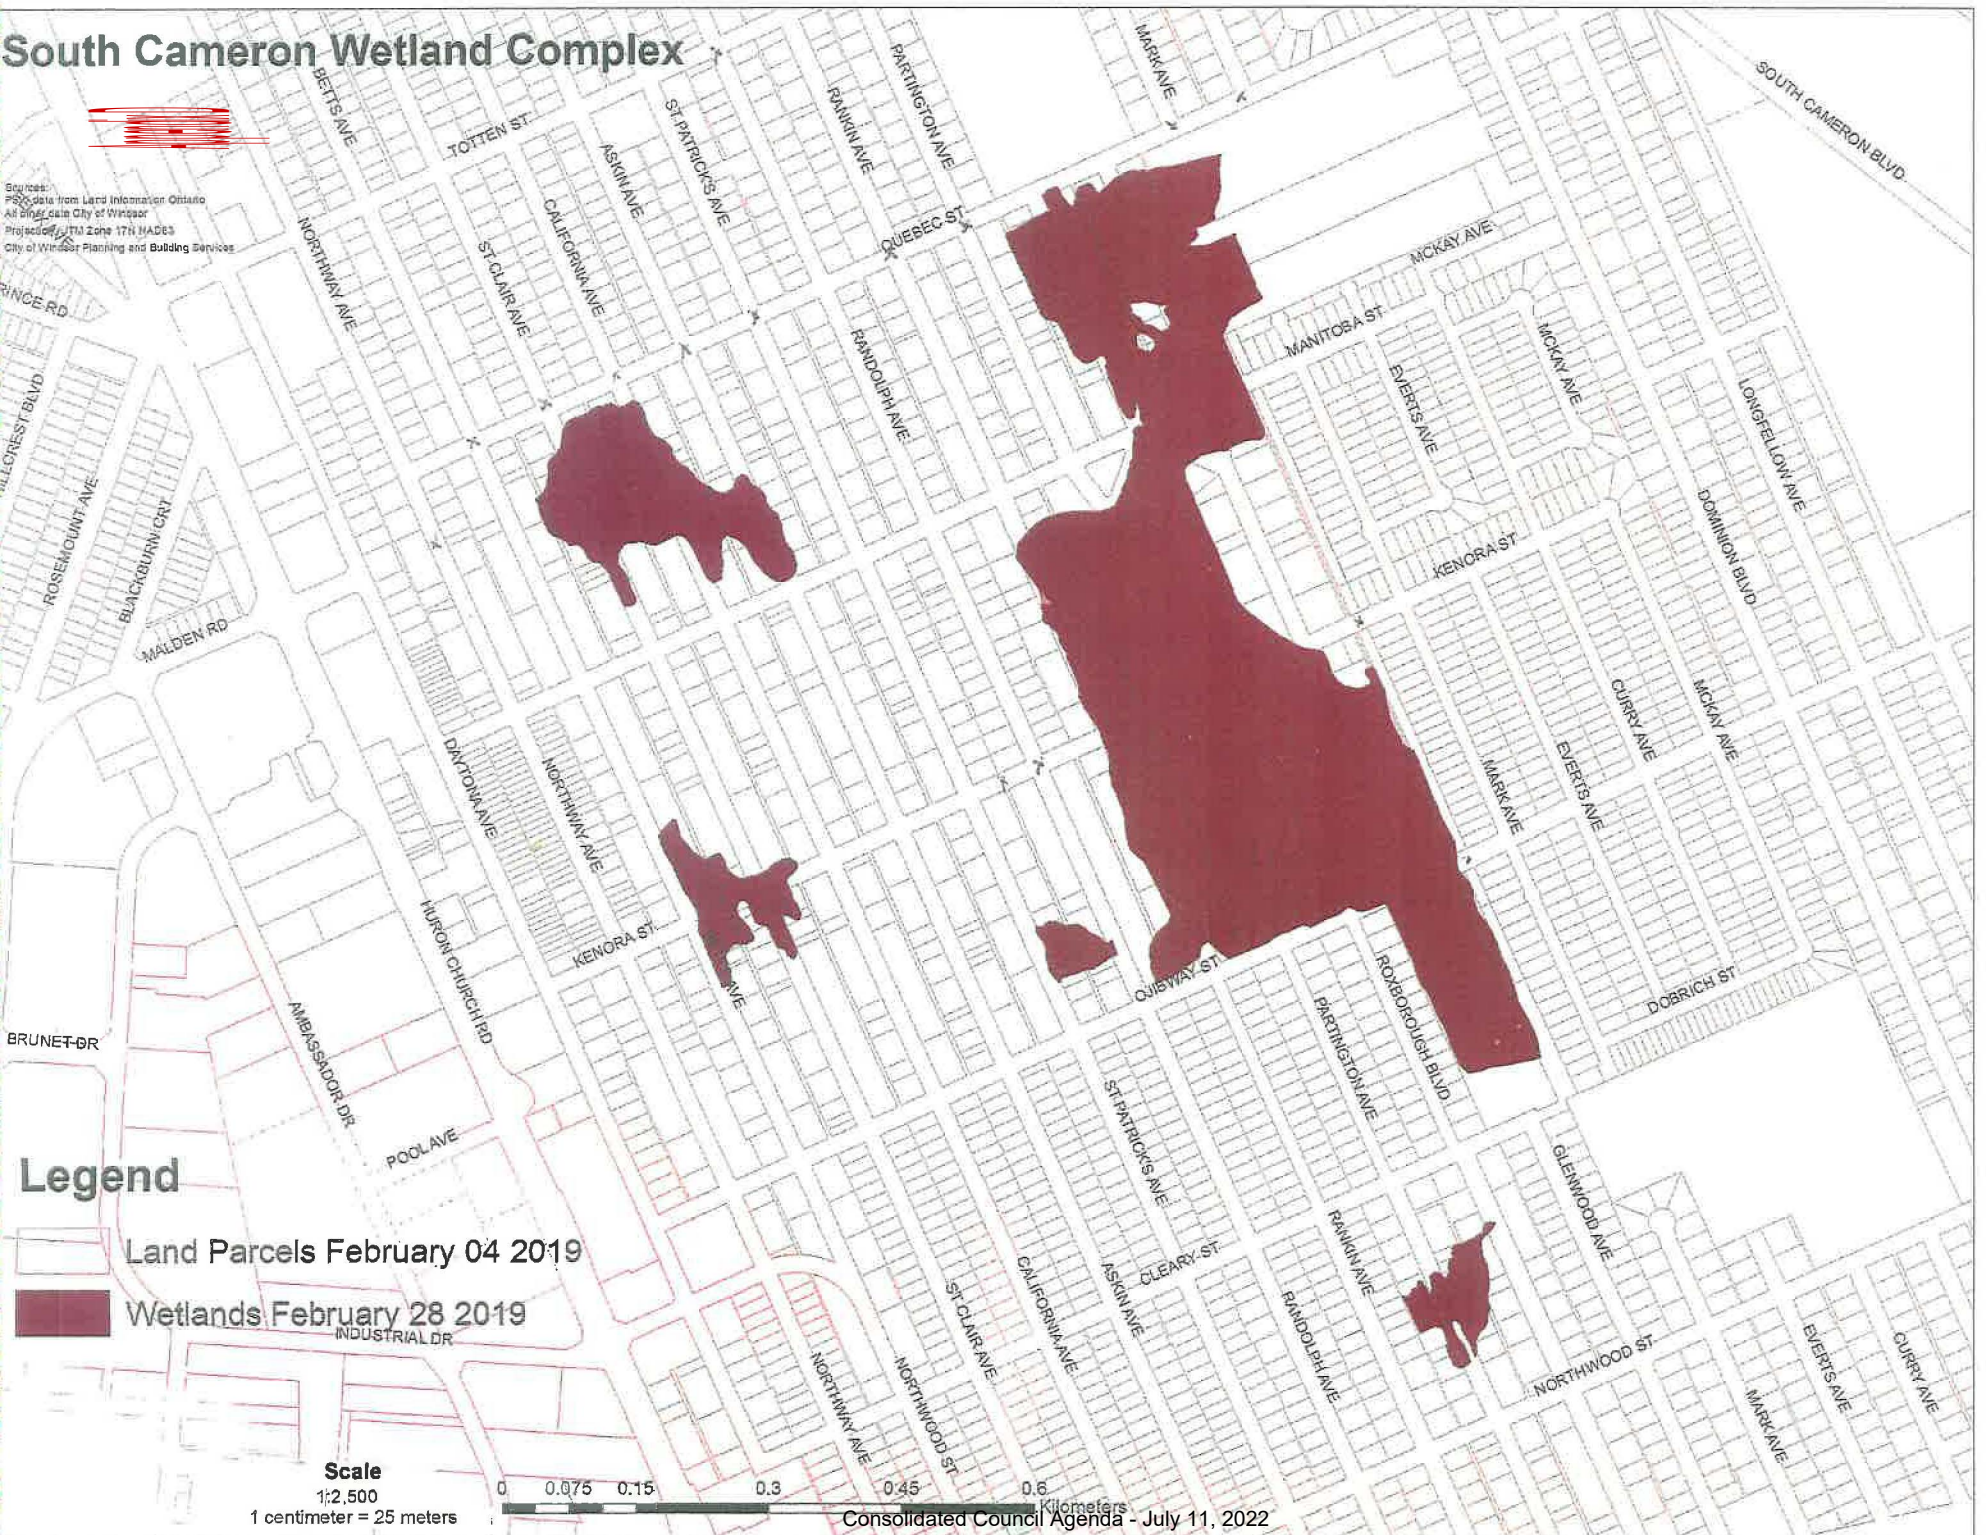 South Cameron Wetland Complex
Sources:
data from Land Information Ontario
All other data City of Windsor
Projection: UTM Zone 17N NAD83
City of Windsor Planning and Building Services
BETTS AVE
TOTTEN ST
ST.PATRICK'S AVE
ASKIN AVE
RANKIN AVE
PARTINGTON AVE
MARK AVE
SOUTH CAMERON BLVD
NORTHWAY AVE
ST.CLAIR AVE
CALIFORNIA AVE
QUEBEC ST
MCKAY AVE
RINCE RD
MANITOBA ST
RANDOLPH AVE
EVERTS AVE
MCKAY AVE
LONGFELLOW AVE
ILLCREST BLVD
ROSEMOUNT AVE
BLACKBURN CRT
MALDEN RD
DOMINION BLVD
KENORA ST
DAYTONA AVE
NORTHWAY AVE
MARK AVE
EVERTS AVE
CURRY AVE
MCKAY AVE
HURON CHURCH RD
KENORA ST
AVE
OJIBWAY ST
ROXBOROUGH BLVD
PARTINGTON AVE
DOBRICH ST
BRUNET DR
AMBASSADOR DR
POOL AVE
ST.PATRICK'S AVE
GLENWOOD AVE
RANKIN AVE
CLEARY ST
CALIFORNIA AVE
ASKIN AVE
ST.CLAIR AVE
RANDOLPH AVE
NORTHWOOD ST
NORTHWAY AVE
NORTHWOOD ST
MARK AVE
EVERTS AVE
CURRY AVE
Legend
Land Parcels February 04 2019
Wetlands February 28 2019
INDUSTRIAL DR
Scale
1:2,500
1 centimeter = 25 meters
0 0.075 0.15 0.3 0.45 0.6
Kilometers
Consolidated Council Agenda - July 11, 2022